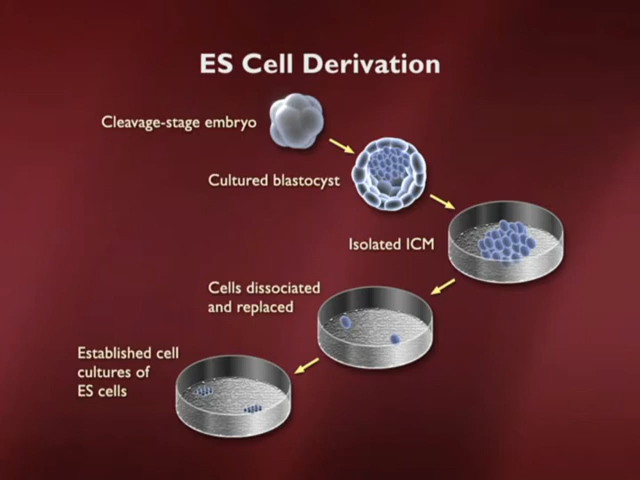 ES Cell Derivation
Cleavage-stage embryo
Cultured blastocyst
Isolated ICM
Cells dissociated
and replaced
Established cell
cultures of
ES cells